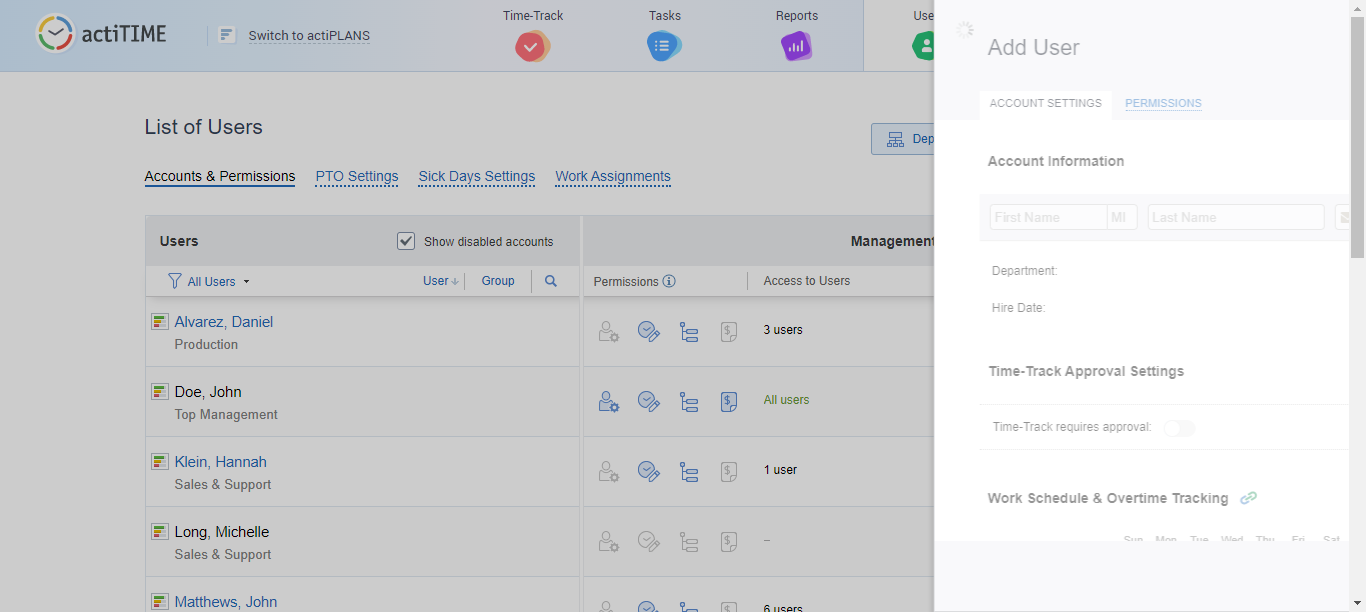 actiTIME
Switch to actiPLANS
Time-Track
Tasks
Reports
Use
Add User
ACCOUNT SETTINGS
PERMISSIONS
List of Users
Dep
Accounts & Permissions
PTO Settings
Sick Days Settings
Work Assignments
Account Information
First Name
MI
Last Name
Users
Show disabled accounts
Management
All Users
User
Group
Permissions
Access to Users
Department:
Hire Date:
Alvarez, Daniel
Production
3 users
Time-Track Approval Settings
Doe, John
Top Management
All users
Time-Track requires approval:
Klein, Hannah
Sales & Support
1 user
Work Schedule & Overtime Tracking
Sun Mon Tue Wed Thu Fri Sat
Long, Michelle
Sales & Support
–
Matthews, John
6 users